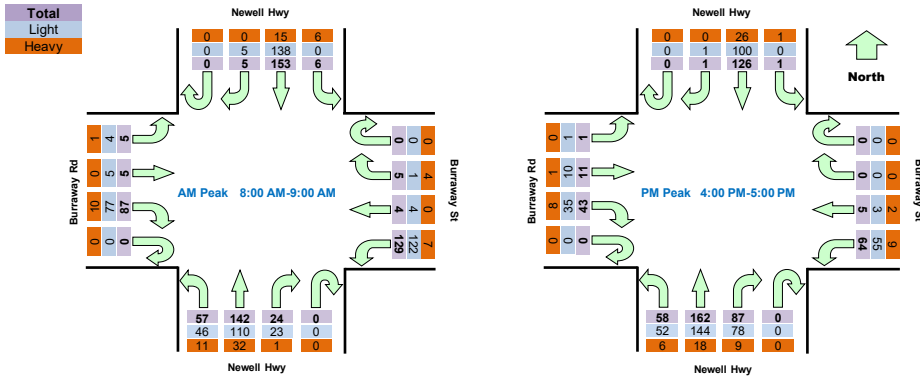 Total
Light
Heavy
Newell Hwy
0 0 15 6
0 5 138 0
0 5 153 6
Burraway Rd
1 4 5
0 5 5
10 77 87
0 0 0
AM Peak 8:00 AM-9:00 AM
0 0 0
5 1 4
4 4 0
129 122 7
Burraway St
57 142 24 0
46 110 23 0
11 32 1 0
Newell Hwy
Newell Hwy
0 0 26 1
0 1 100 0
0 1 126 1
North
Burraway Rd
0 1 1
1 10 11
8 35 43
0 0 0
PM Peak 4:00 PM-5:00 PM
0 0 0
0 0 0
5 3 2
64 55 9
Burraway St
58 162 87 0
52 144 78 0
6 18 9 0
Newell Hwy